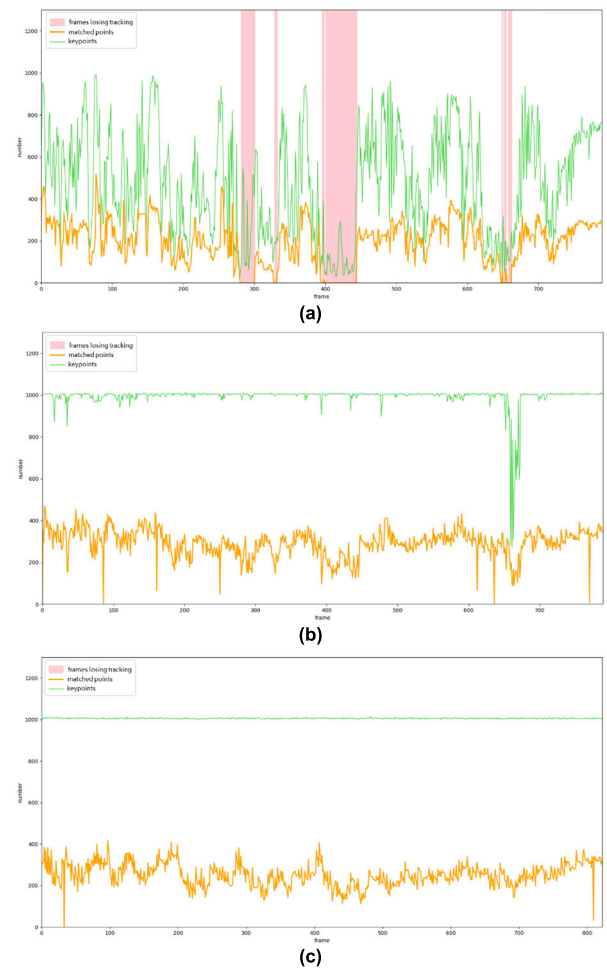 1200
1000
800
600
400
200
0
number
frames losing tracking
matched points
keypoints
0 100 200 300 400 500 600 700
frame
(a)
1200
1000
800
600
400
200
0
number
frames losing tracking
matched points
keypoints
0 100 200 300 400 500 600 700
frame
(b)
1200
1000
800
600
400
200
0
number
frames losing tracking
matched points
keypoints
0 100 200 300 400 500 600 700 800
frame
(c)